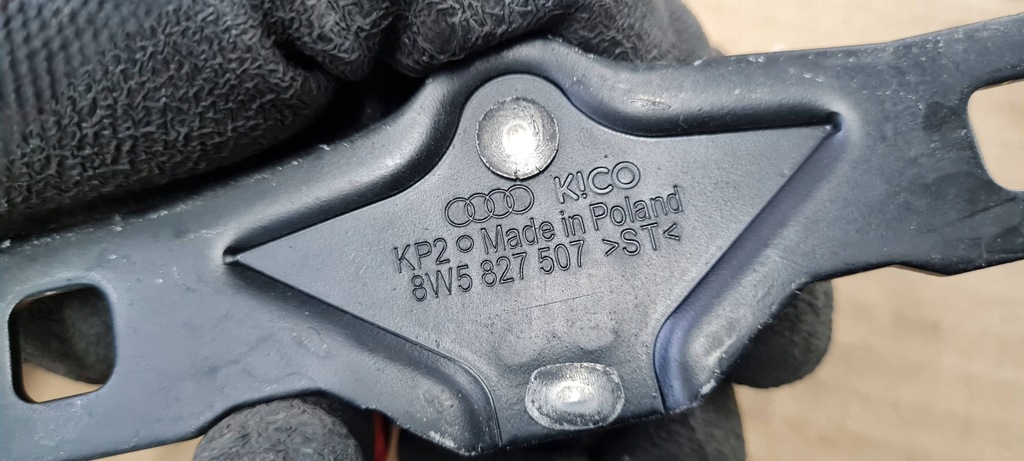 K!CO
KP2 Made in Poland
8W5 827 507 >ST<